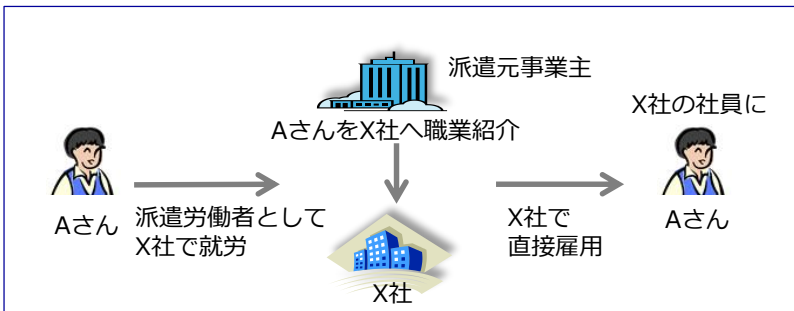 派遣元事業主
AさんをX社へ職業紹介
X社の社員に
Aさん
派遣労働者として
X社で就労
X社
X社で
直接雇用
Aさん